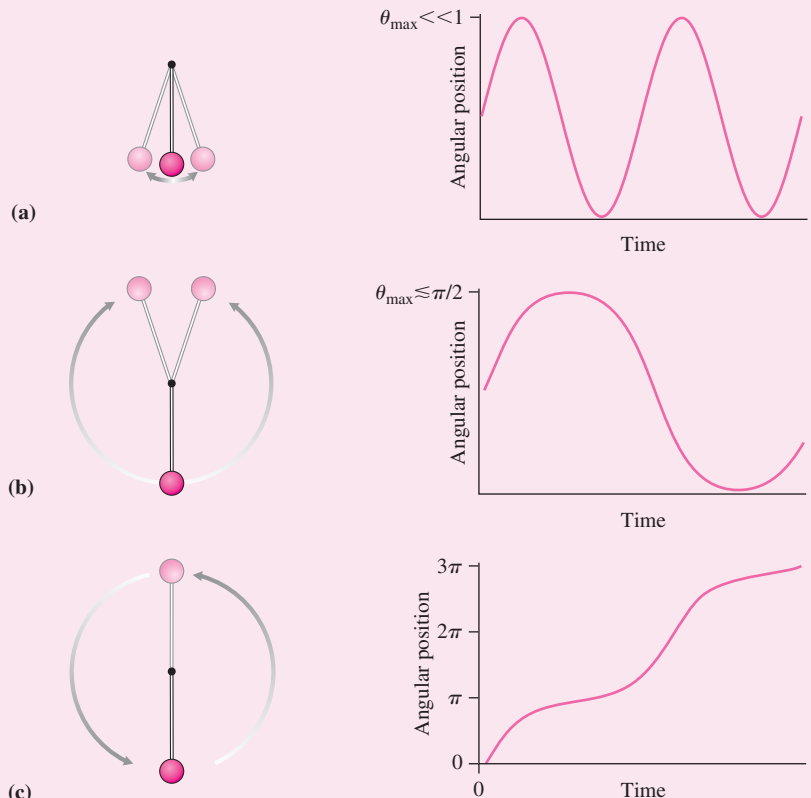 θmax<<1
Angular position
Time
(a)
θmax≲π/2
Angular position
Time
(b)
3π
2π
π
0
Angular position
0
Time
(c)